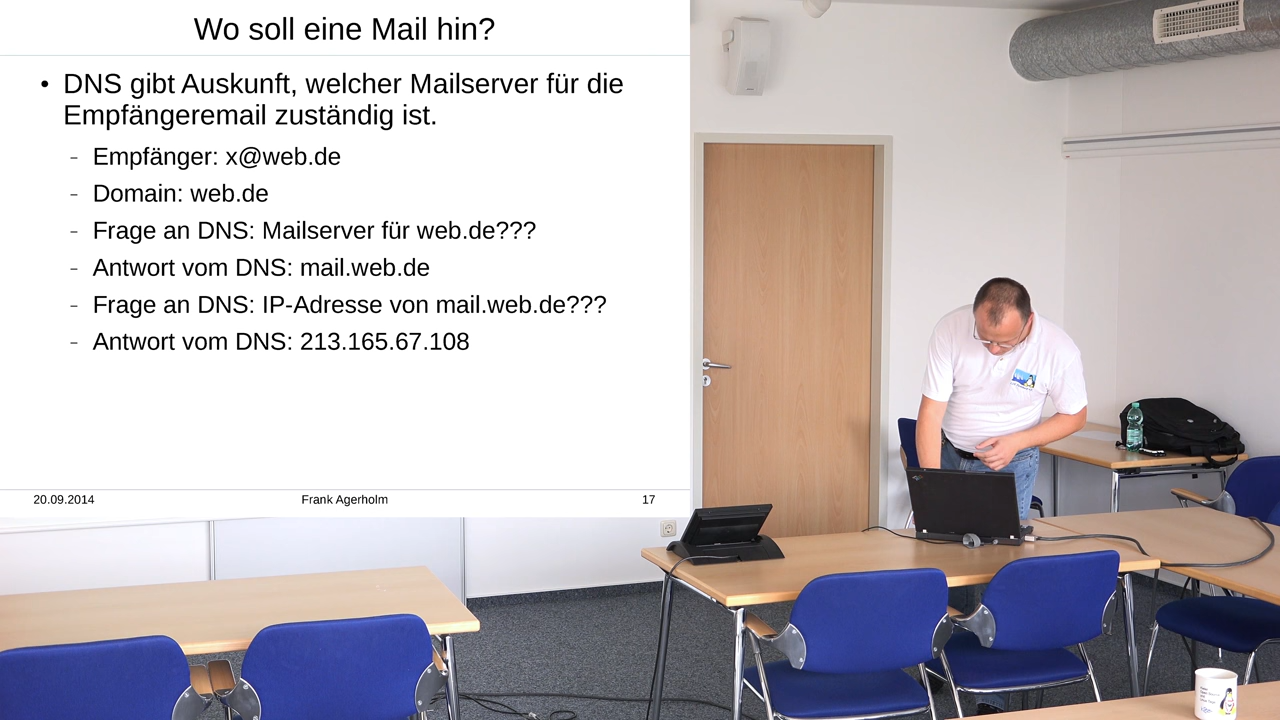 Wo soll eine Mail hin?
• DNS gibt Auskunft, welcher Mailserver für die
Empfängeremail zuständig ist.
- Empfänger: x@web.de
- Domain: web.de
- Frage an DNS: Mailserver für web.de???
- Antwort vom DNS: mail.web.de
- Frage an DNS: IP-Adresse von mail.web.de???
- Antwort vom DNS: 213.165.67.108
20.09.2014 Frank Agerholm 17